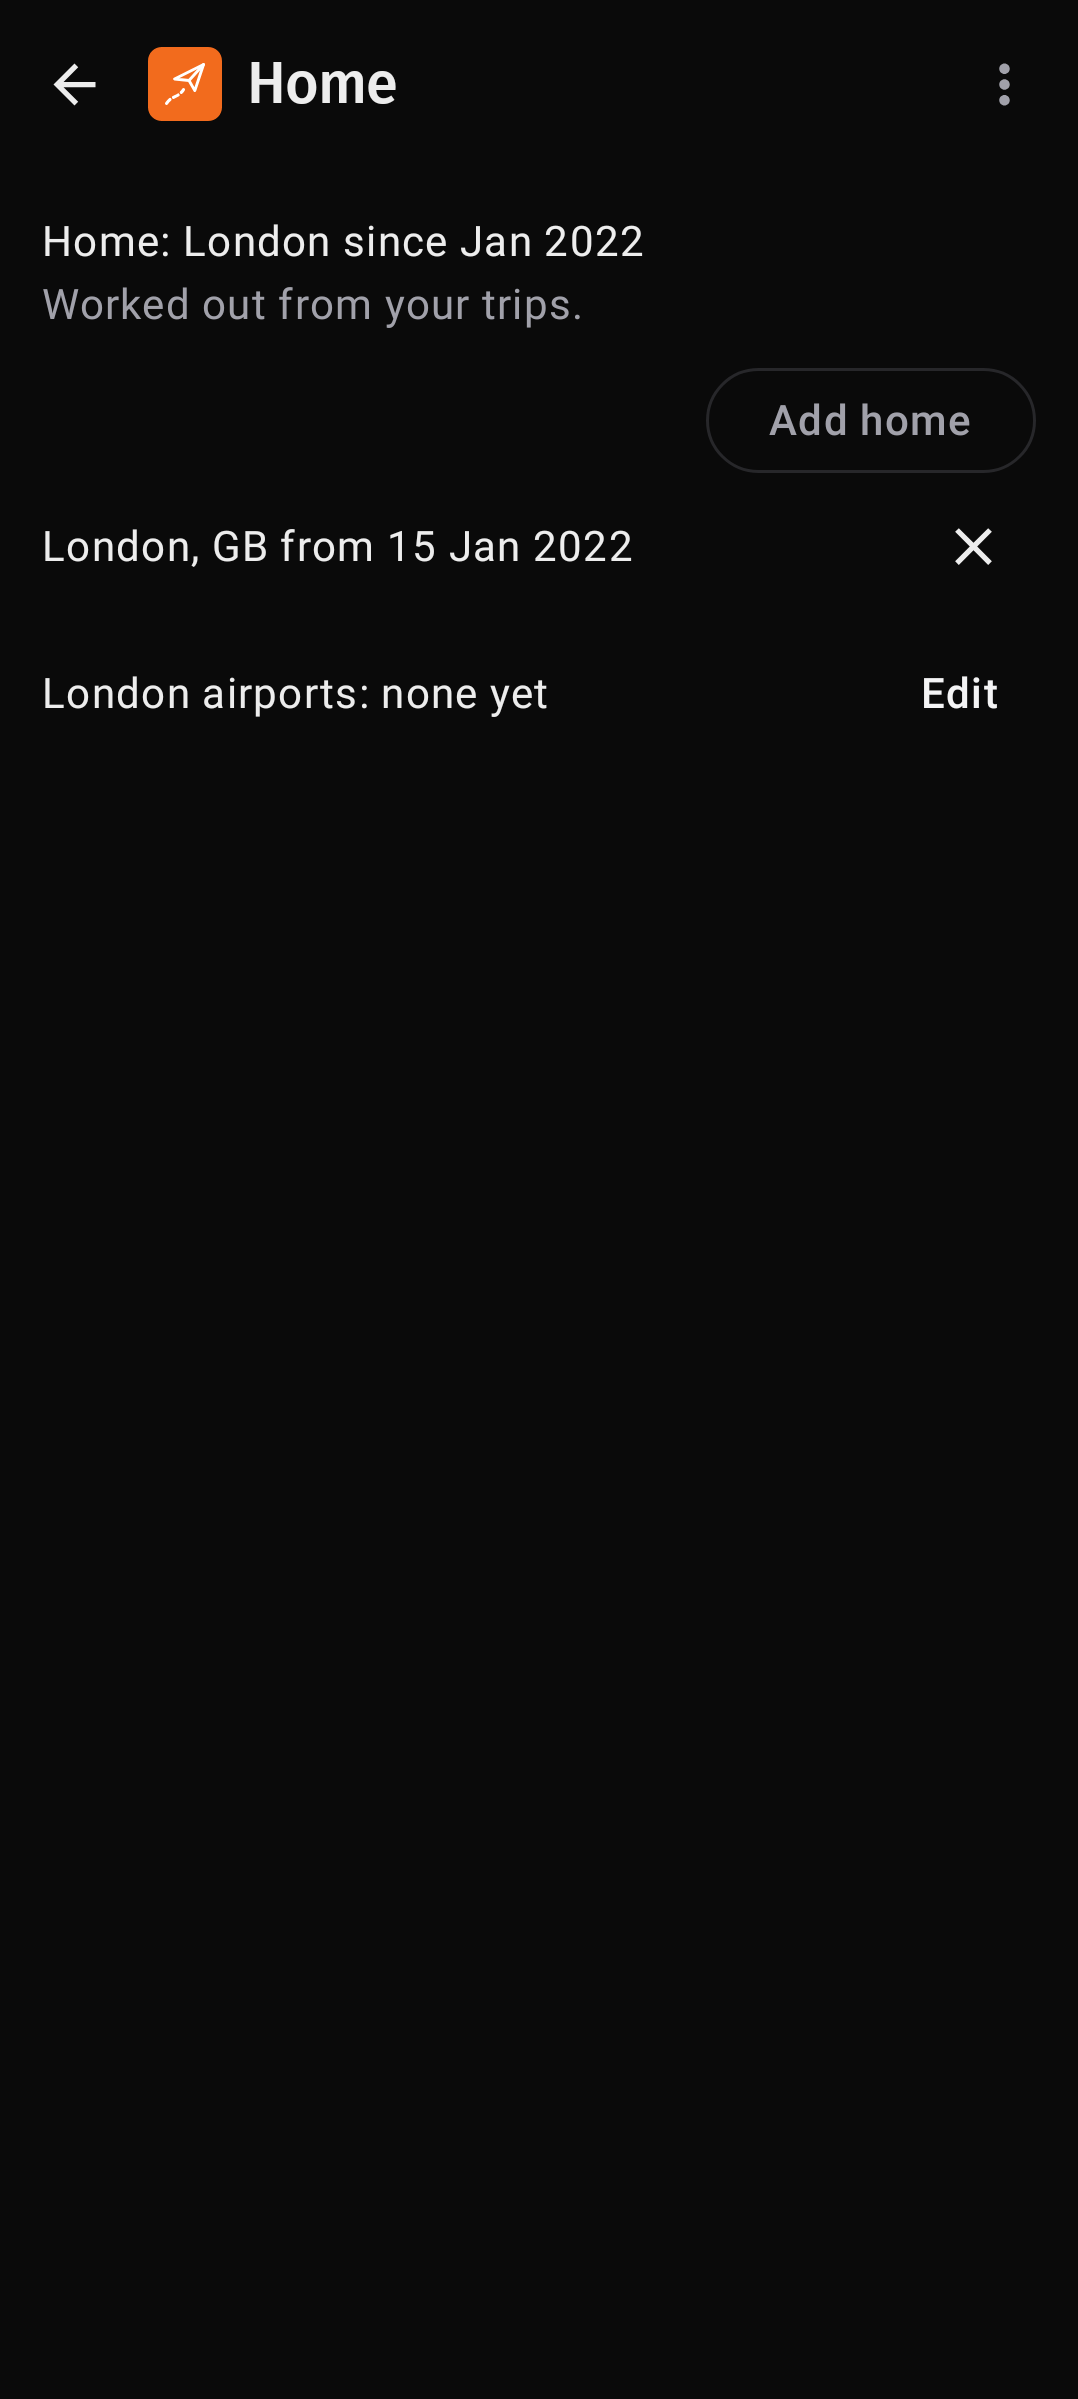 Home
Home: London since Jan 2022
Worked out from your trips.
Add home
London, GB from 15 Jan 2022
London airports: none yet
Edit